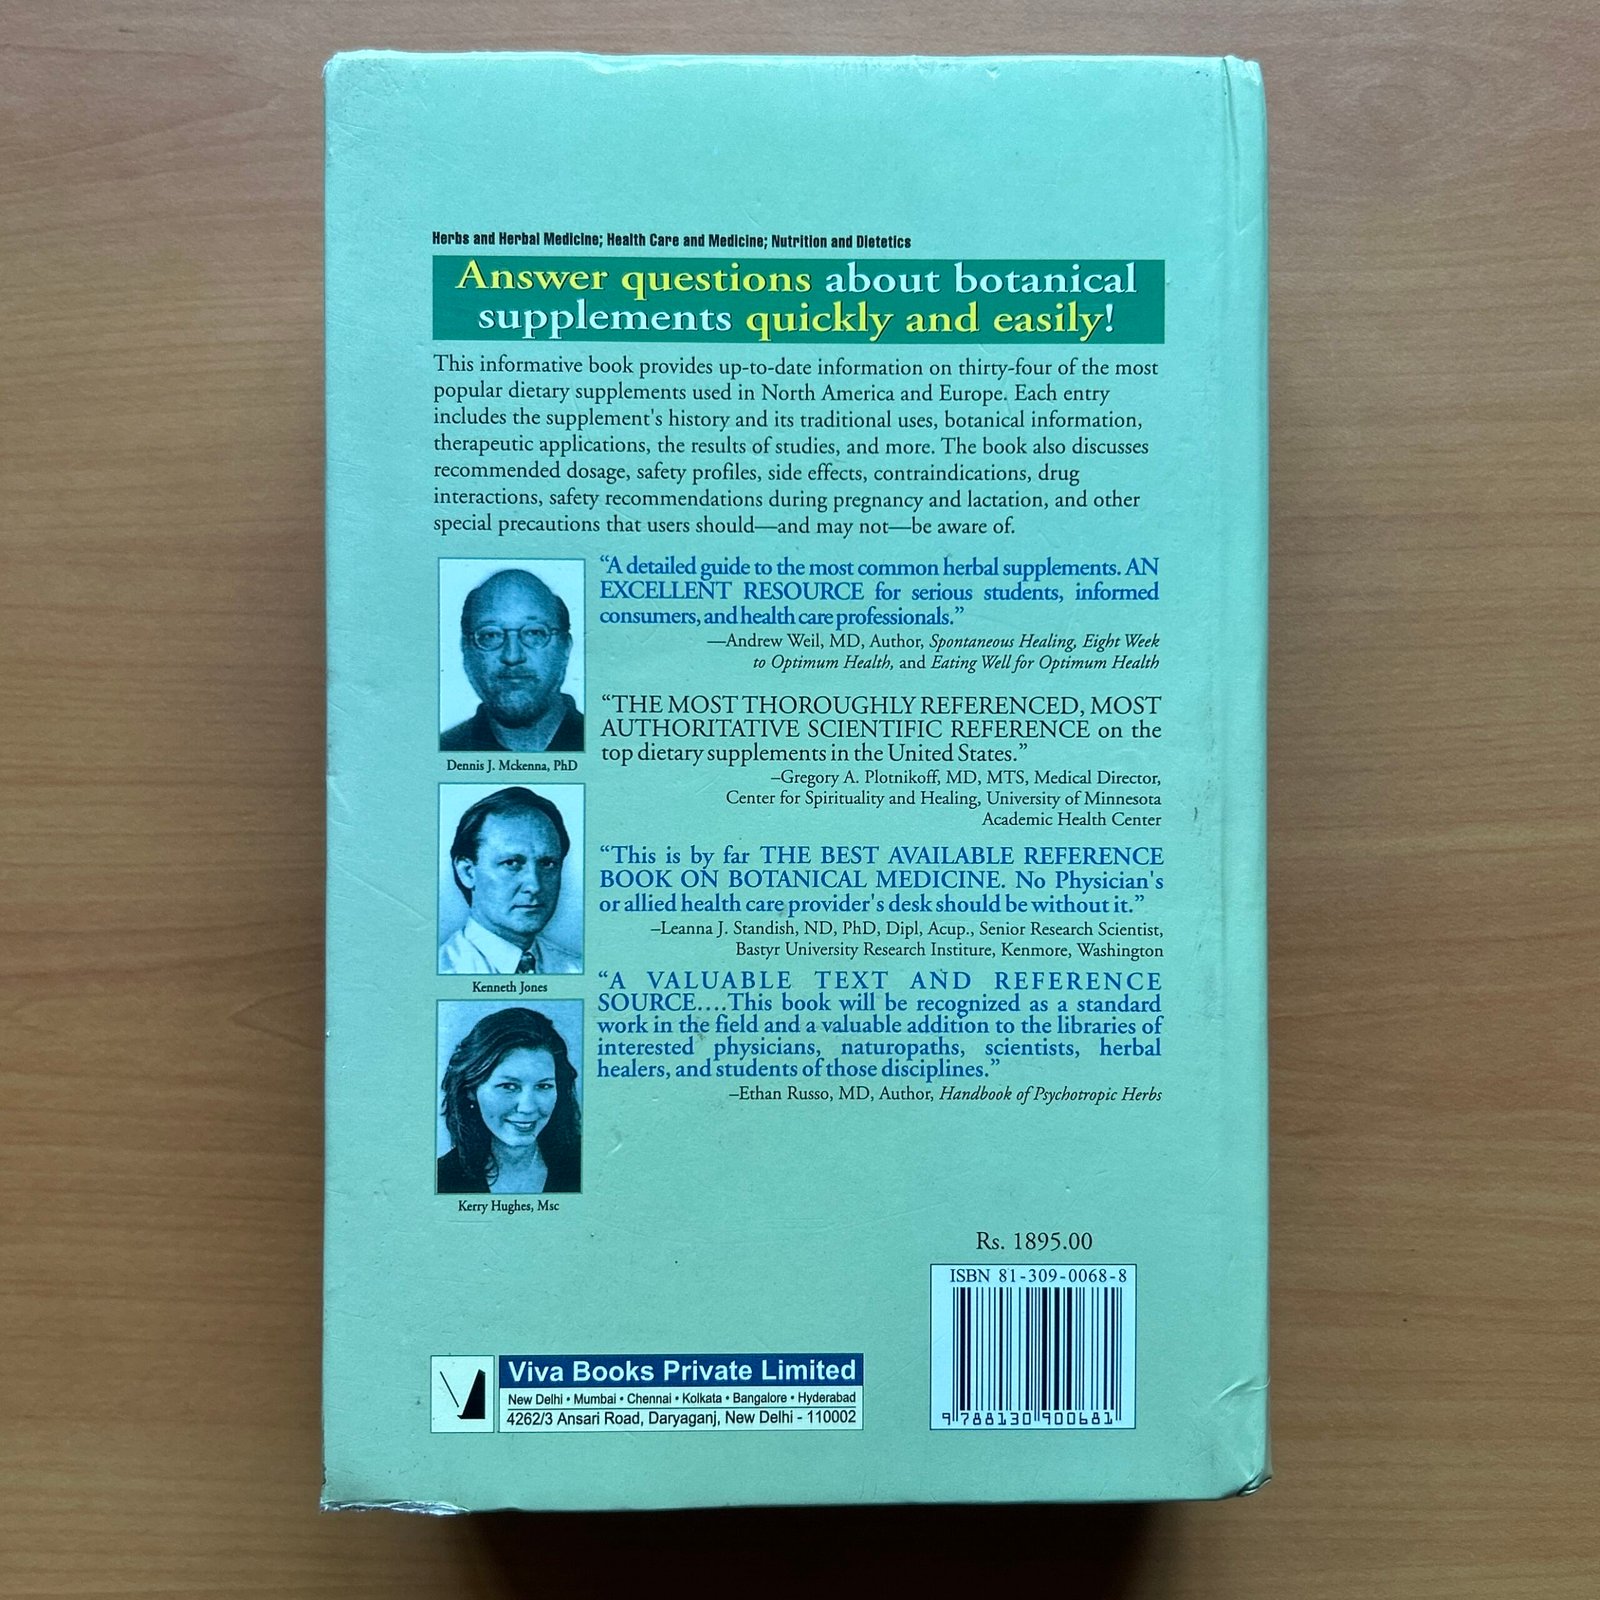 Herbs and Herbal Medicine; Health Care and Medicine; Nutrition and Dietetics
Answer questions about botanical
supplements quickly and easily!
This informative book provides up-to-date information on thirty-four of the most
popular dietary supplements used in North America and Europe. Each entry
includes the supplement's history and its traditional uses, botanical information,
therapeutic applications, the results of studies, and more. The book also discusses
recommended dosage, safety profiles, side effects, contraindications, drug
interactions, safety recommendations during pregnancy and lactation, and other
special precautions that users should—and may not—be aware of.
“A detailed guide to the most common herbal supplements. AN
EXCELLENT RESOURCE for serious students, informed
consumers, and health care professionals.”
—Andrew Weil, MD, Author, Spontaneous Healing, Eight Week
to Optimum Health, and Eating Well for Optimum Health
Dennis J. Mckenna, PhD
“THE MOST THOROUGHLY REFERENCED, MOST
AUTHORITATIVE SCIENTIFIC REFERENCE on the
top dietary supplements in the United States.”
–Gregory A. Plotnikoff, MD, MTS, Medical Director,
Center for Spirituality and Healing, University of Minnesota
Academic Health Center
Kenneth Jones
“This is by far THE BEST AVAILABLE REFERENCE
BOOK ON BOTANICAL MEDICINE. No Physician's
or allied health care provider's desk should be without it.”
–Leanna J. Standish, ND, PhD, Dipl, Acup., Senior Research Scientist,
Bastyr University Research Institure, Kenmore, Washington
“A VALUABLE TEXT AND REFERENCE
SOURCE....This book will be recognized as a standard
work in the field and a valuable addition to the libraries of
interested physicians, naturopaths, scientists, herbal
healers, and students of those disciplines.”
–Ethan Russo, MD, Author, Handbook of Psychotropic Herbs
Kerry Hughes, Msc
Rs. 1895.00
ISBN 81-309-0068-8
9 788130 900681
Viva Books Private Limited
New Delhi • Mumbai • Chennai • Kolkata • Bangalore • Hyderabad
4262/3 Ansari Road, Daryaganj, New Delhi - 110002